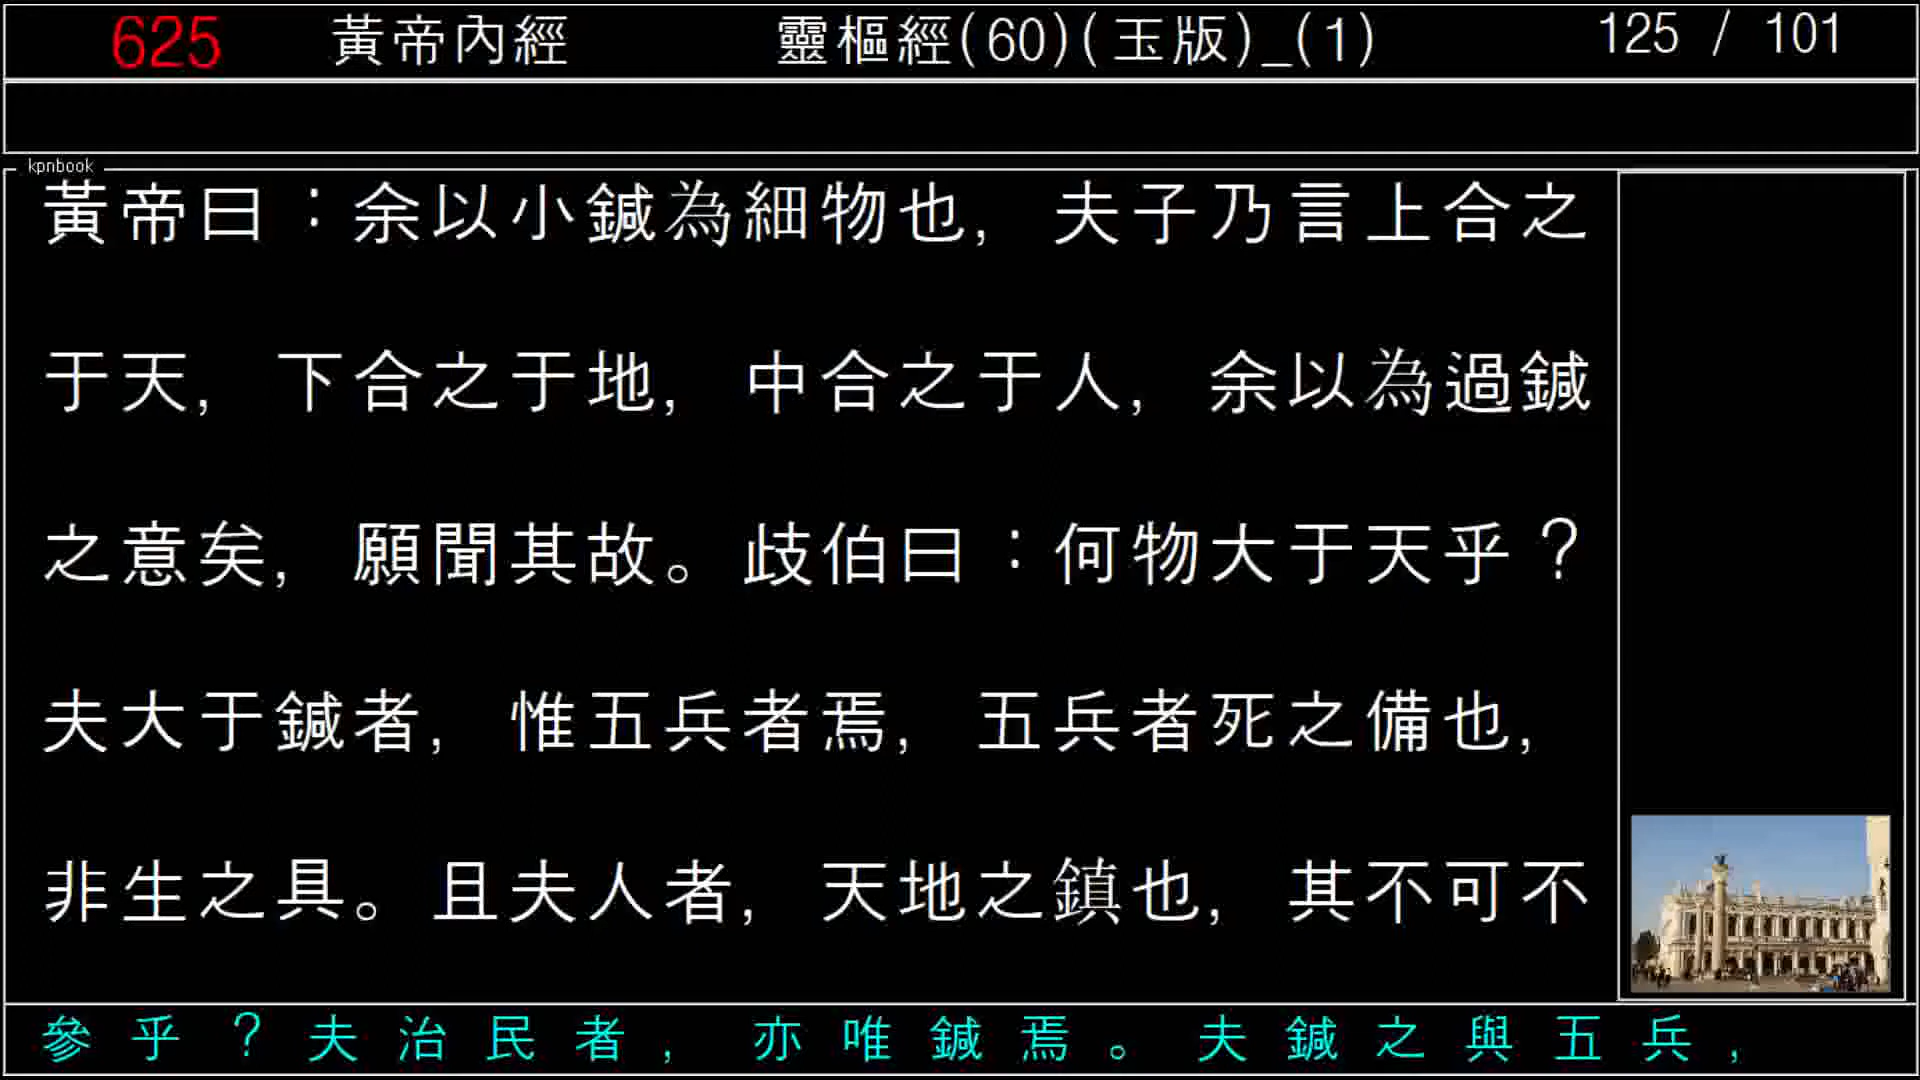 625 黃帝內經 靈樞經(60)(玉版)_(1) 125 / 101
kpnbook
黃帝曰：余以小鍼為細物也, 夫子乃言上合之
于天, 下合之于地, 中合之于人, 余以為過鍼
之意矣, 願聞其故。歧伯曰：何物大于天乎？
夫大于鍼者, 惟五兵者焉, 五兵者死之備也,
非生之具。且夫人者, 天地之鎮也, 其不可不
參乎？夫治民者, 亦唯鍼焉。夫鍼之與五兵,